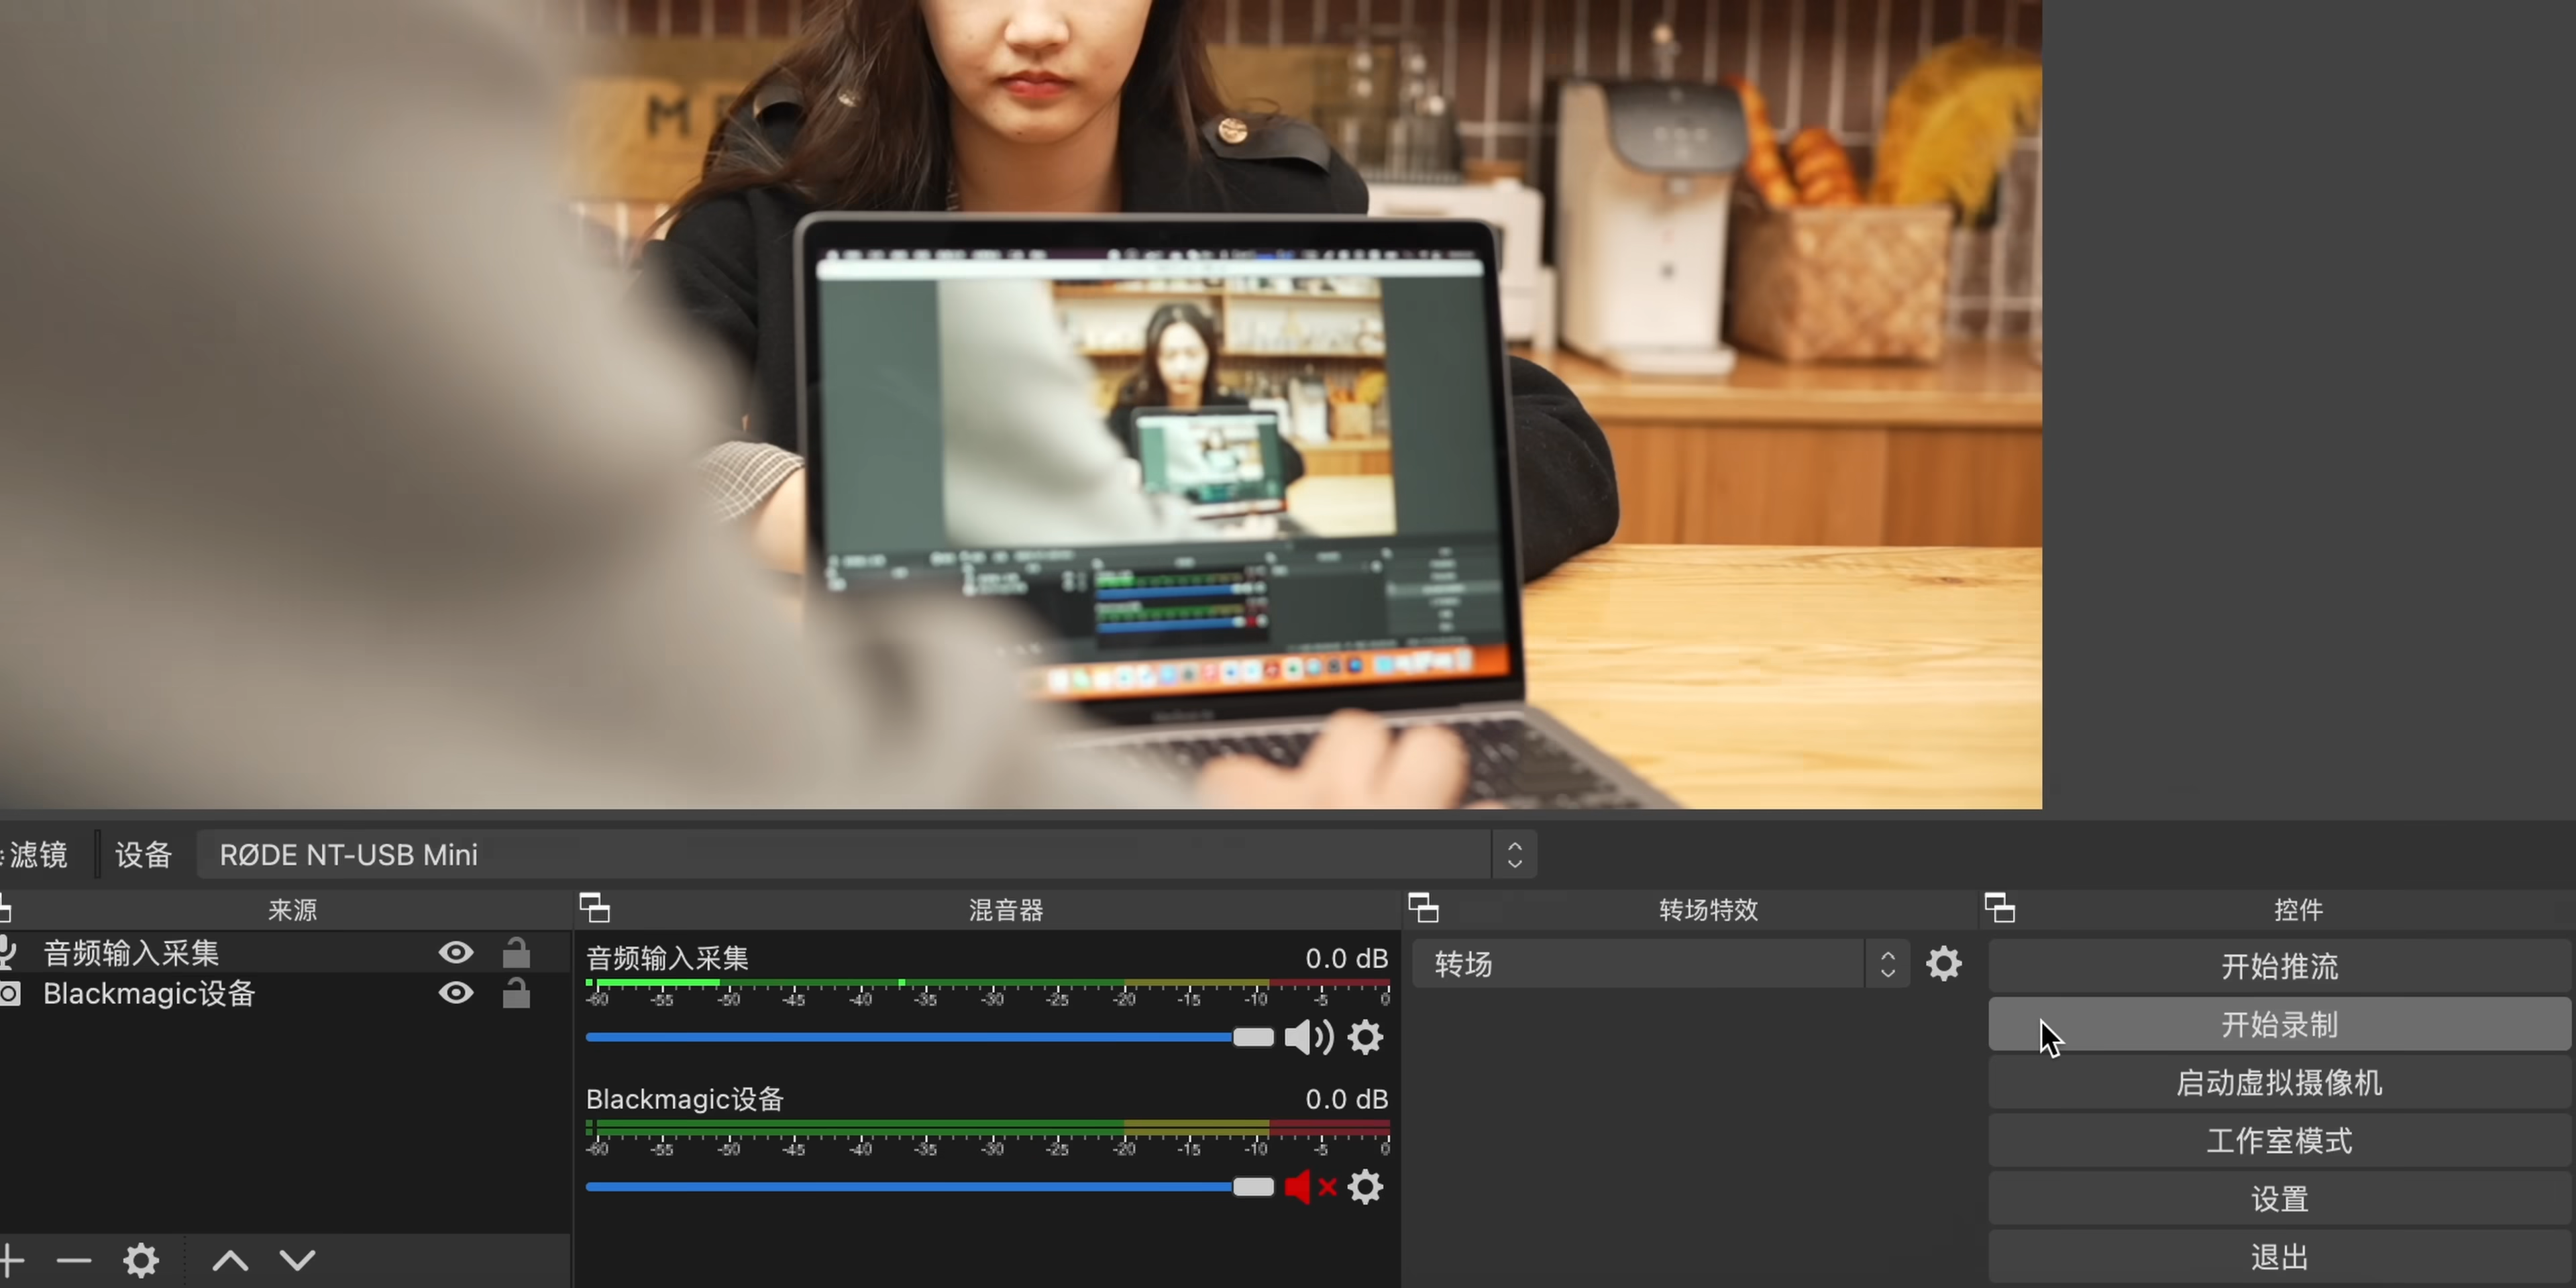 M
滤镜
设备
RØDE NT-USB Mini
来源
混音器
转场特效
控件
音频输入采集
Blackmagic设备
音频输入采集
0.0 dB
-60 -55 -50 -45 -40 -35 -30 -25 -20 -15 -10 -5 0
Blackmagic设备
0.0 dB
-60 -55 -50 -45 -40 -35 -30 -25 -20 -15 -10 -5 0
转场
开始推流
开始录制
启动虚拟摄像机
工作室模式
设置
退出